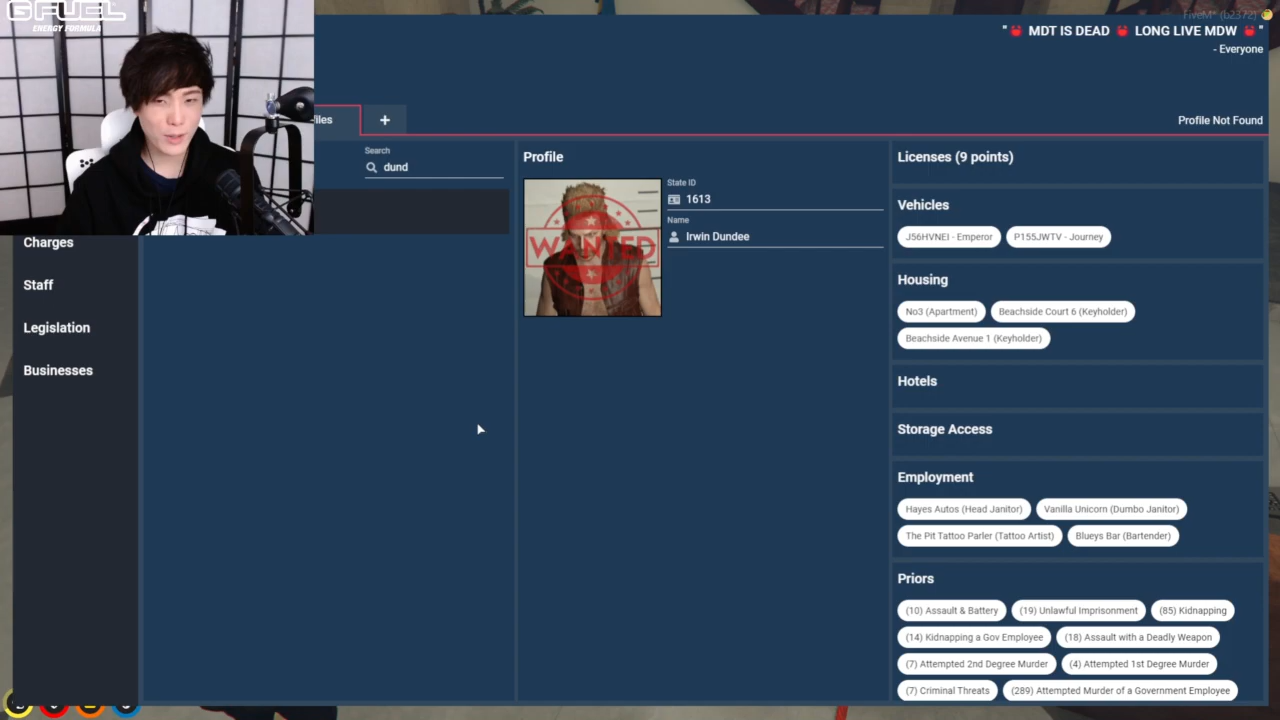 G FUEL
ENERGY FORMULA
FiveM® (b2372)
" MDT IS DEAD LONG LIVE MDW "
- Everyone
files
+
Profile Not Found
Search
dund
Charges
Staff
Legislation
Businesses
Profile
WANTED
State ID
1613
Name
Irwin Dundee
Licenses (9 points)
Vehicles
J56HVNEI - Emperor
P155JWTV - Journey
Housing
No3 (Apartment)
Beachside Court 6 (Keyholder)
Beachside Avenue 1 (Keyholder)
Hotels
Storage Access
Employment
Hayes Autos (Head Janitor)
Vanilla Unicorn (Dumbo Janitor)
The Pit Tattoo Parler (Tattoo Artist)
Blueys Bar (Bartender)
Priors
(10) Assault & Battery
(19) Unlawful Imprisonment
(85) Kidnapping
(14) Kidnapping a Gov Employee
(18) Assault with a Deadly Weapon
(7) Attempted 2nd Degree Murder
(4) Attempted 1st Degree Murder
(7) Criminal Threats
(289) Attempted Murder of a Government Employee